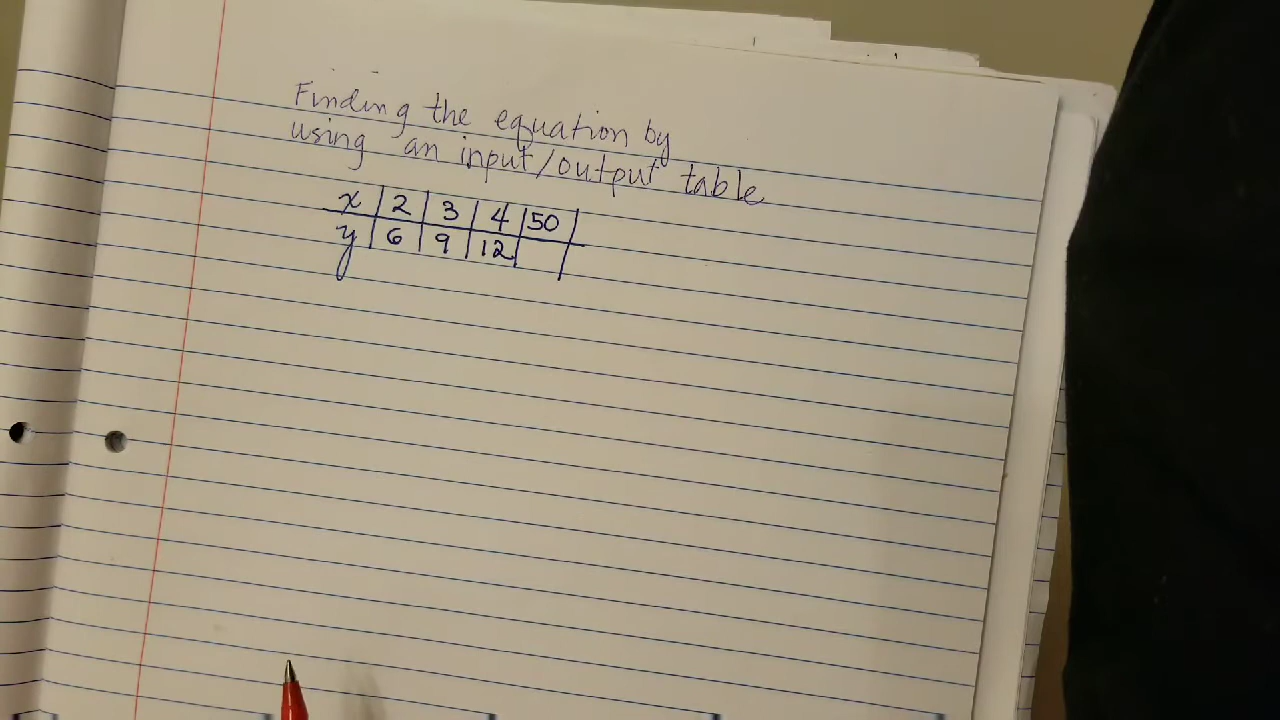 Finding the equation by
using an input/output table
x 2 3 4 50
y 6 9 12